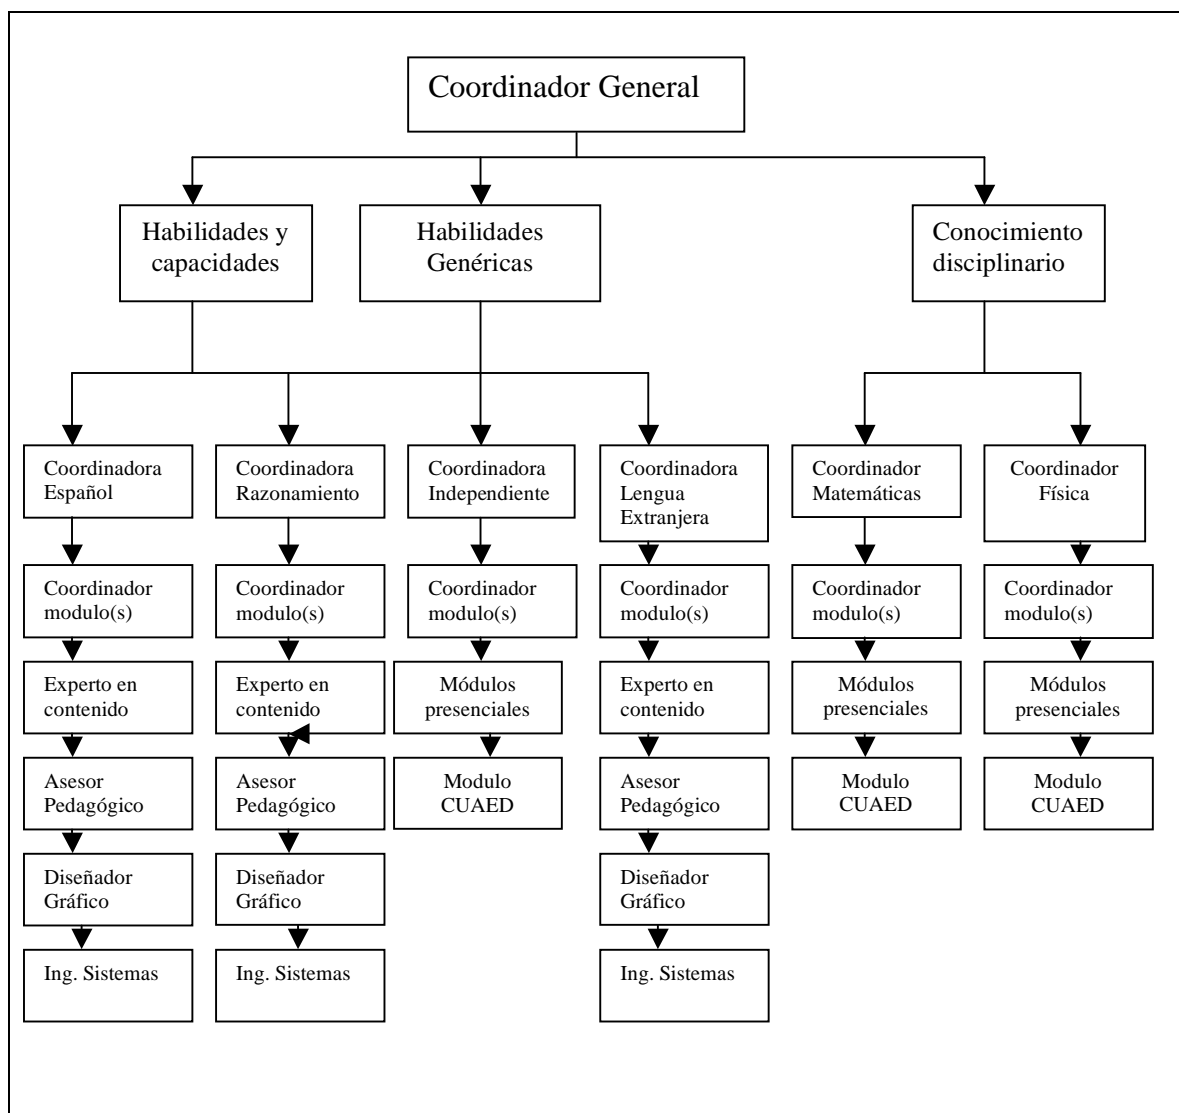 Coordinador General
Habilidades y
capacidades
Habilidades
Genéricas
Conocimiento
disciplinario
Coordinadora
Español
Coordinadora
Razonamiento
Coordinadora
Independiente
Coordinadora
Lengua
Extranjera
Coordinador
Matemáticas
Coordinador
Física
Coordinador
modulo(s)
Coordinador
modulo(s)
Coordinador
modulo(s)
Coordinador
modulo(s)
Coordinador
modulo(s)
Coordinador
modulo(s)
Experto en
contenido
Experto en
contenido
Módulos
presenciales
Experto en
contenido
Módulos
presenciales
Módulos
presenciales
Asesor
Pedagógico
Asesor
Pedagógico
Modulo
CUAED
Asesor
Pedagógico
Modulo
CUAED
Modulo
CUAED
Diseñador
Gráfico
Diseñador
Gráfico
Diseñador
Gráfico
Ing. Sistemas
Ing. Sistemas
Ing. Sistemas